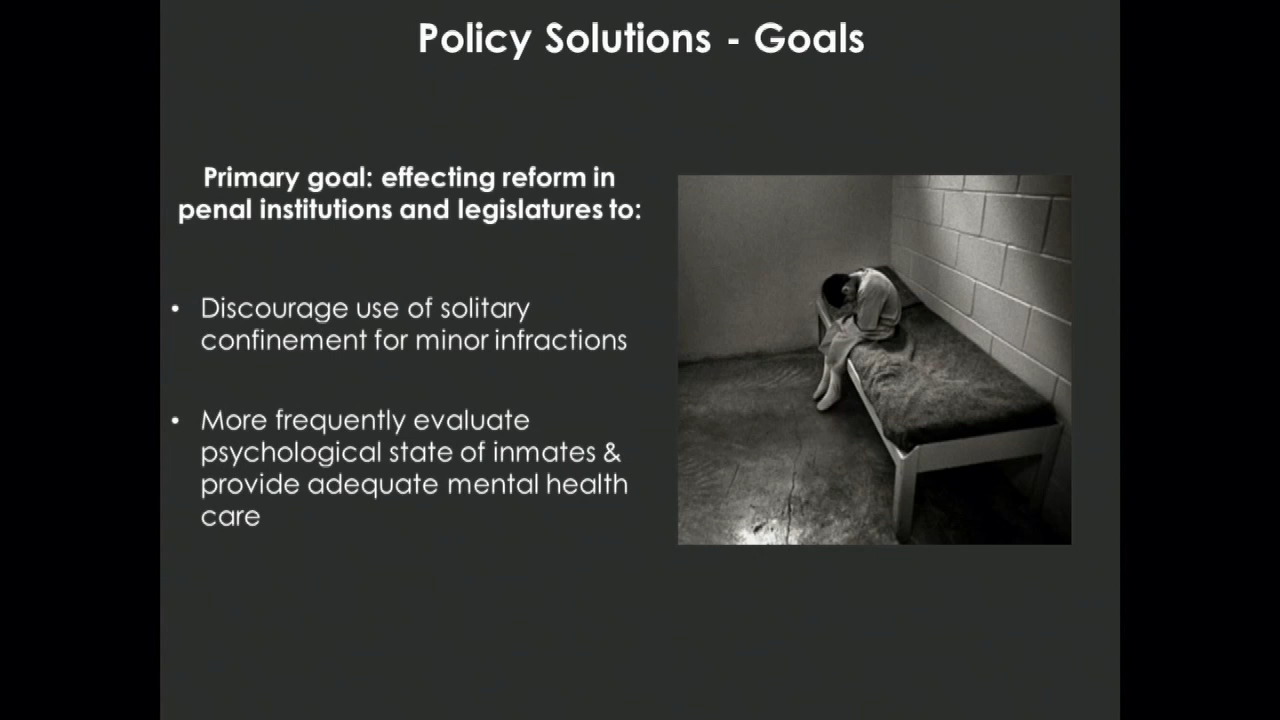 Policy Solutions - Goals
Primary goal: effecting reform in
penal institutions and legislatures to:
• Discourage use of solitary
confinement for minor infractions
• More frequently evaluate
psychological state of inmates &
provide adequate mental health
care